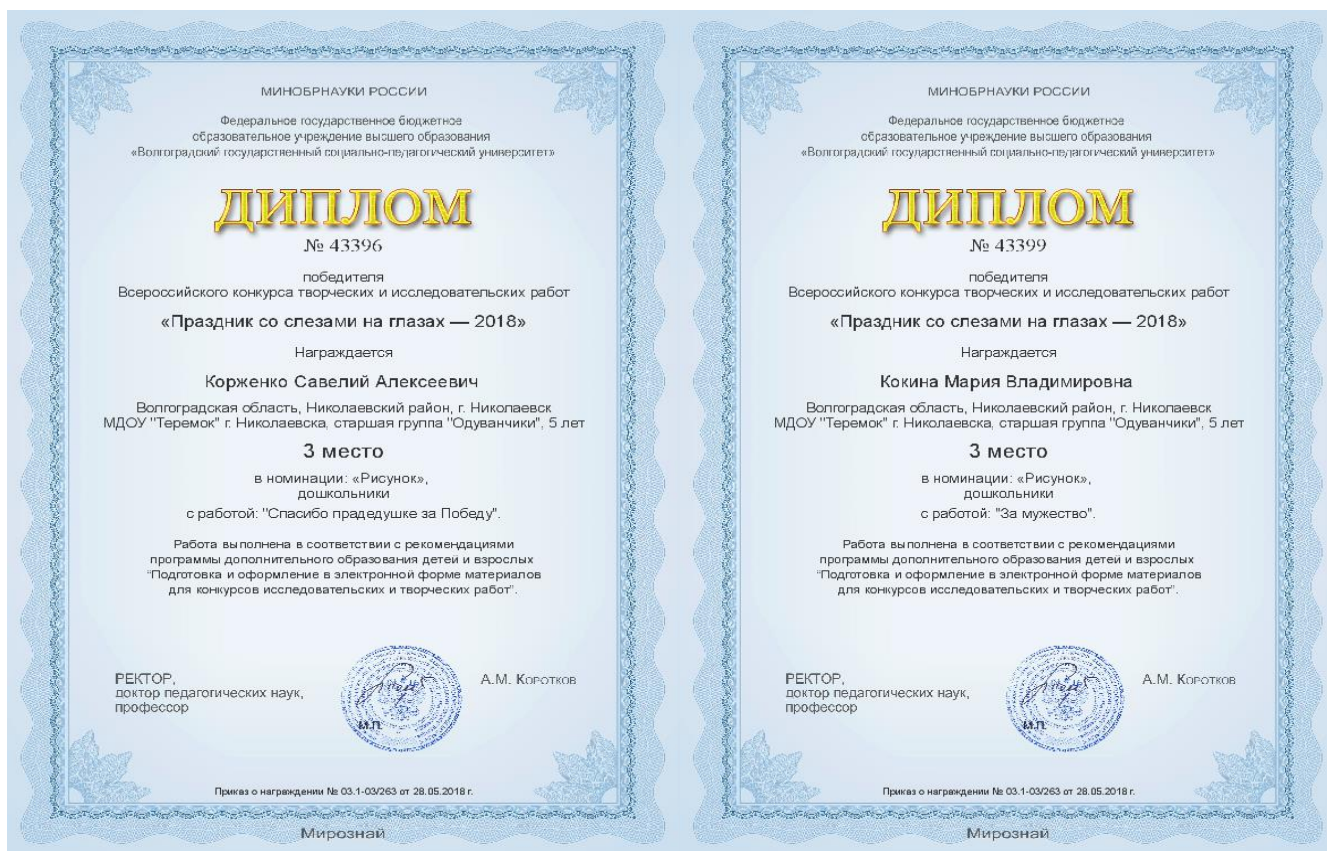 МИНОБРНАУКИ РОССИИ
Федеральное государственное бюджетное
образовательное учреждение высшего образования
«Волгоградский государственный социально-педагогический университет»
ДИПЛОМ
№ 43396
победителя
Всероссийского конкурса творческих и исследовательских работ
«Праздник со слезами на глазах — 2018»
Награждается
Корженко Савелий Алексеевич
Волгоградская область, Николаевский район, г. Николаевск
МДОУ "Теремок" г. Николаевска, старшая группа "Одуванчики", 5 лет
3 место
в номинации: «Рисунок»,
дошкольники
с работой: "Спасибо прадедушке за Победу".
Работа выполнена в соответствии с рекомендациями
программы дополнительного образования детей и взрослых
"Подготовка и оформление в электронной форме материалов
для конкурсов исследовательских и творческих работ".
РЕКТОР,
доктор педагогических наук,
профессор
М.П.
А.М. Коротков
Приказ о награждении № 03.1-03/263 от 28.05.2018 г.
Мирознай
МИНОБРНАУКИ РОССИИ
Федеральное государственное бюджетное
образовательное учреждение высшего образования
«Волгоградский государственный социально-педагогический университет»
ДИПЛОМ
№ 43399
победителя
Всероссийского конкурса творческих и исследовательских работ
«Праздник со слезами на глазах — 2018»
Награждается
Кокина Мария Владимировна
Волгоградская область, Николаевский район, г. Николаевск
МДОУ "Теремок" г. Николаевска, старшая группа "Одуванчики", 5 лет
3 место
в номинации: «Рисунок»,
дошкольники
с работой: "За мужество".
Работа выполнена в соответствии с рекомендациями
программы дополнительного образования детей и взрослых
"Подготовка и оформление в электронной форме материалов
для конкурсов исследовательских и творческих работ".
РЕКТОР,
доктор педагогических наук,
профессор
М.П.
А.М. Коротков
Приказ о награждении № 03.1-03/263 от 28.05.2018 г.
Мирознай